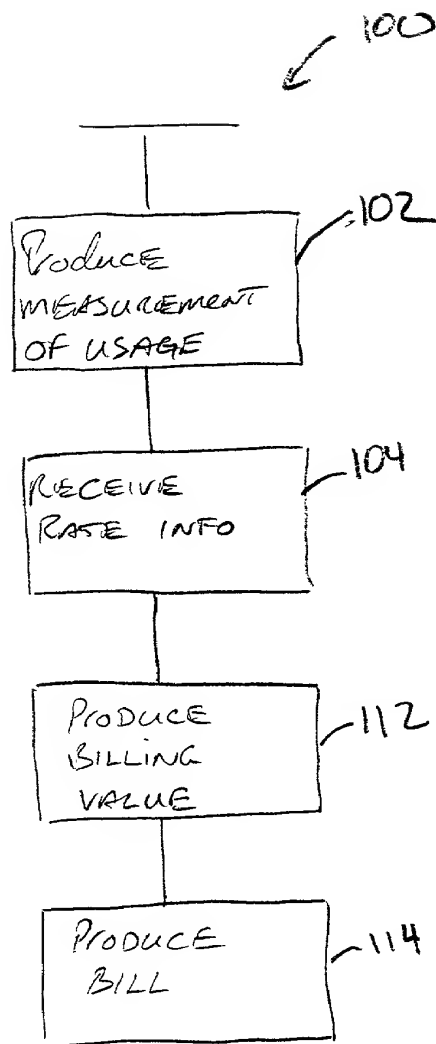 100
102
Produce
MEASUREMENT
OF USAGE
104
RECEIVE
RATE INFO
112
PRODUCE
BILLING
VALUE
114
PRODUCE
BILL